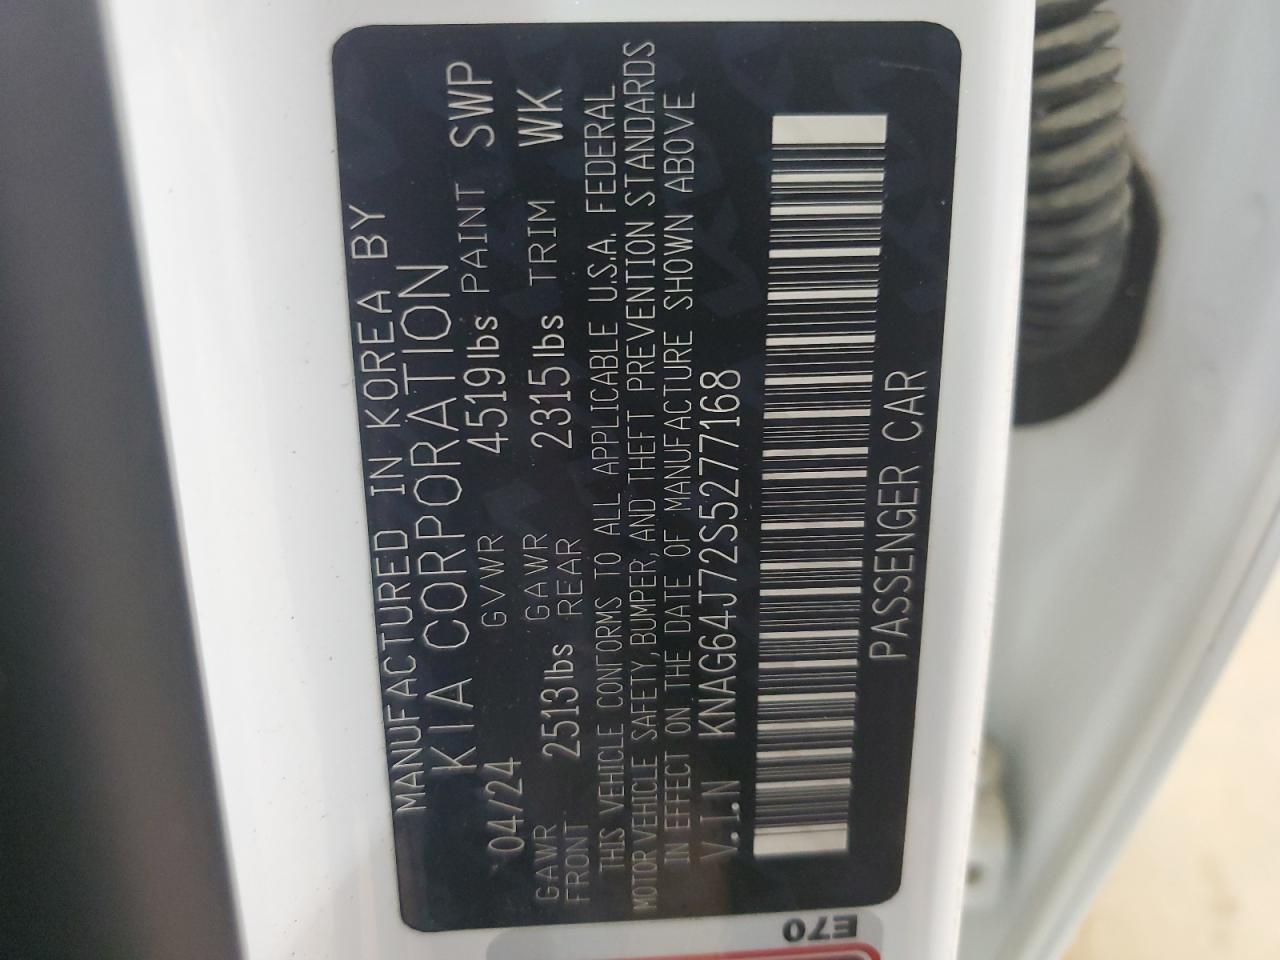 MANUFACTURED IN KOREA BY
KIA CORPORATION
04/24 GVWR 4519lbs PAINT SWP
GAWR FRONT 2513lbs GAWR REAR 2315lbs TRIM WK
THIS VEHICLE CONFORMS TO ALL APPLICABLE U.S.A. FEDERAL
MOTOR VEHICLE SAFETY, BUMPER, AND THEFT PREVENTION STANDARDS
IN EFFECT ON THE DATE OF MANUFACTURE SHOWN ABOVE
V.I.N KNAG64J72S5277168
PASSENGER CAR
E70